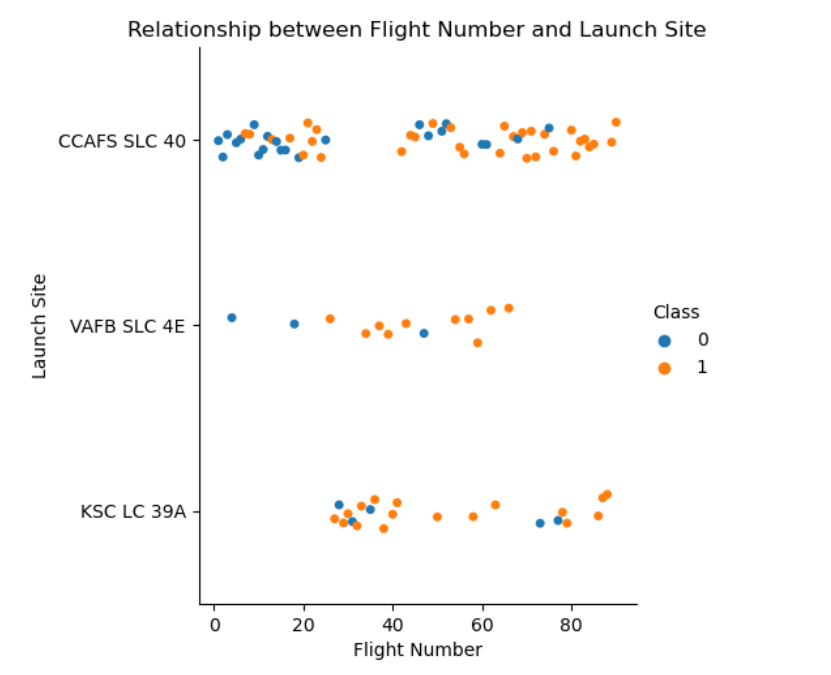 Relationship between Flight Number and Launch Site
CCAFS SLC 40
VAFB SLC 4E
KSC LC 39A
Launch Site
0 20 40 60 80
Flight Number
Class
0
1